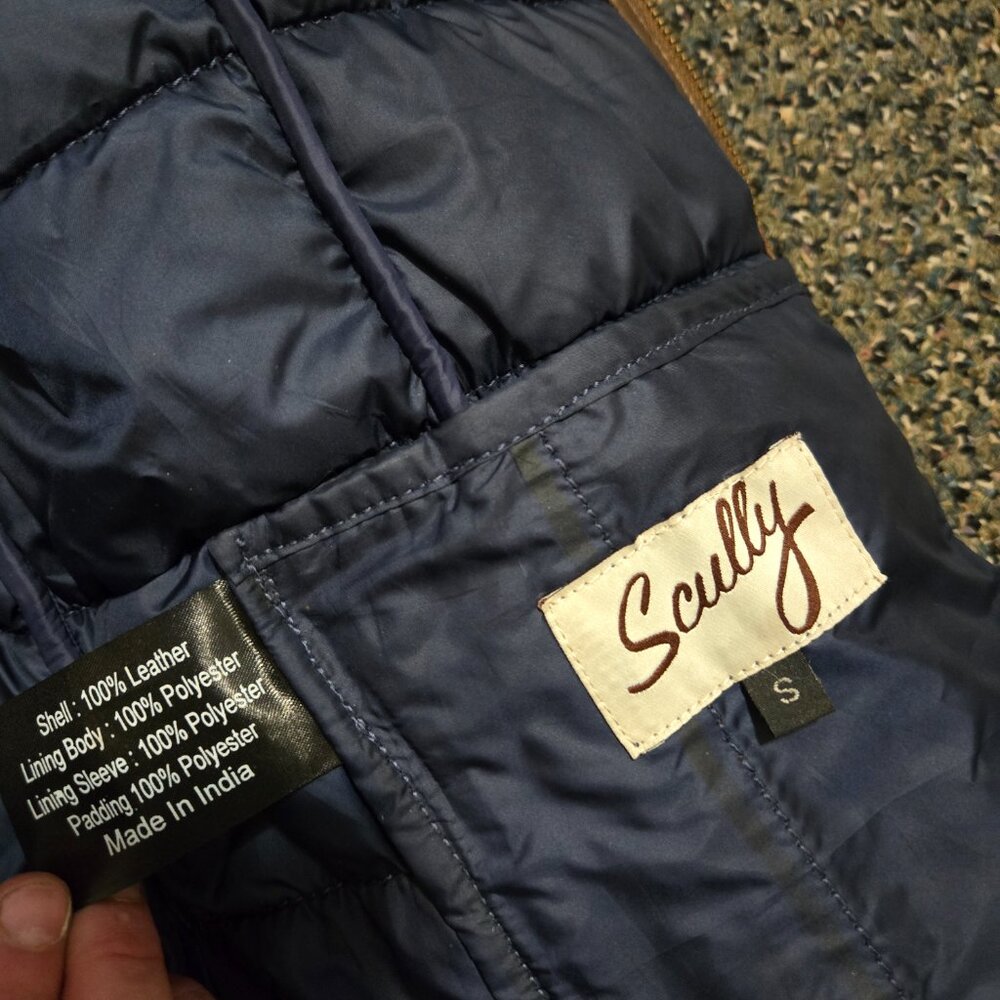 Shell : 100% Leather
Lining Body : 100% Polyester
Lining Sleeve : 100% Polyester
Padding 100% Polyester
Made In India
Scully
S